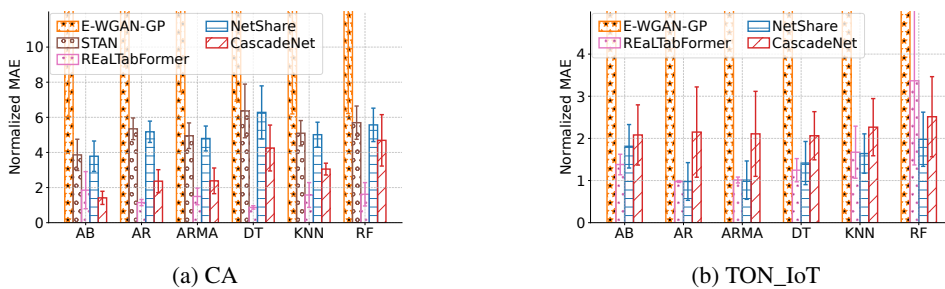 E-WGAN-GP
STAN
REaLTabFormer
NetShare
CascadeNet
Normalized MAE
10
8
6
4
2
0
AB AR ARMA DT KNN RF
(a) CA
E-WGAN-GP
REaLTabFormer
NetShare
CascadeNet
Normalized MAE
4
3
2
1
0
AB AR ARMA DT KNN RF
(b) TON_IoT